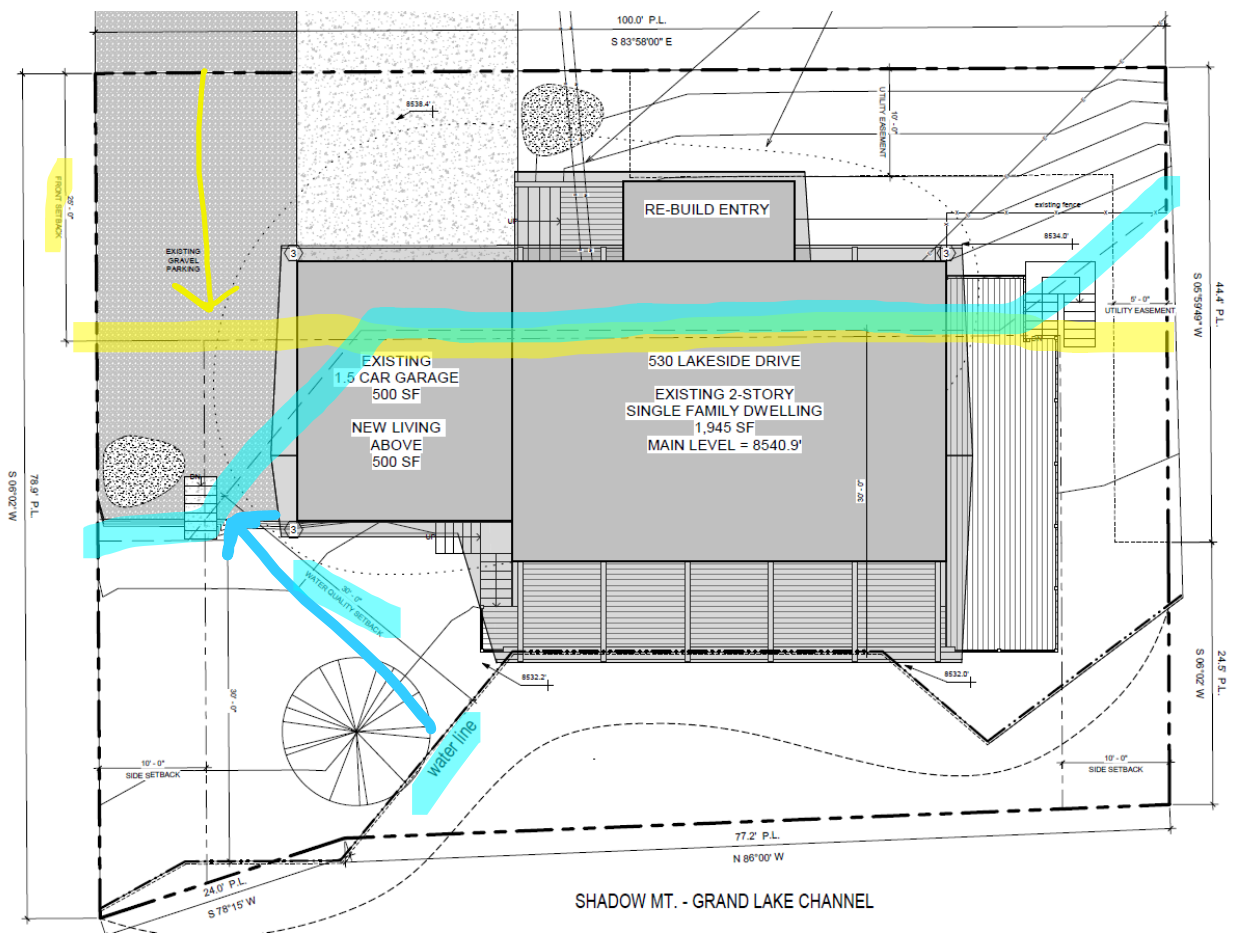 100.0' P.L.
S 83°58'00" E
8538.4'
UTILITY EASEMENT
10' - 0"
FRONT SETBACK
25' - 0"
RE-BUILD ENTRY
UP
existing fence
3
3
8534.0'
EXISTING
GRAVEL
PARKING
5' - 0"
UTILITY EASEMENT
44.4' P.L.
S 05°59'49" W
DN
EXISTING
1.5 CAR GARAGE
500 SF
NEW LIVING
ABOVE
500 SF
530 LAKESIDE DRIVE
EXISTING 2-STORY
SINGLE FAMILY DWELLING
1,945 SF
MAIN LEVEL = 8540.9'
30' - 0"
78.9' P.L.
S 06°02' W
DN
3
UP
30' - 0"
WATER QUALITY SETBACK
30' - 0"
8532.2'
8532.0'
24.5' P.L.
S 06°02' W
water line
10' - 0"
SIDE SETBACK
10' - 0"
SIDE SETBACK
77.2' P.L.
N 86°00' W
24.0' P.L.
S 78°15' W
SHADOW MT. - GRAND LAKE CHANNEL